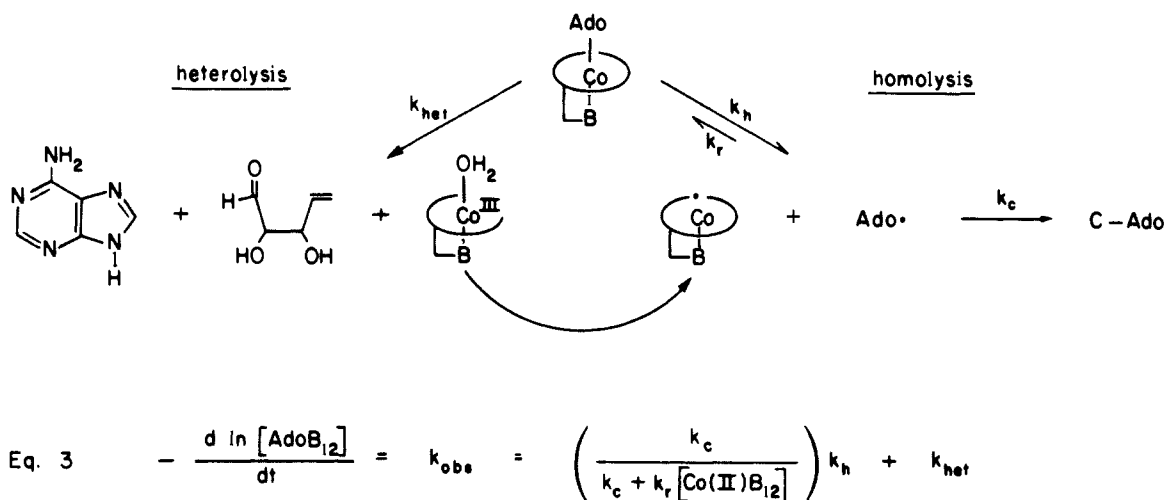 Ado
heterolysis
Co
homolysis
k_het
k_h
k_r
B
NH₂
N
N
N
N
H
+
O
H
HO
OH
+
OH₂
Co^III
B
Co
B
+
Ado•
k_c
C–Ado
Eq. 3 − d ln [AdoB₁₂] / dt = k_obs = ( k_c / k_c + k_r [Co(II)B₁₂] ) k_h + k_het